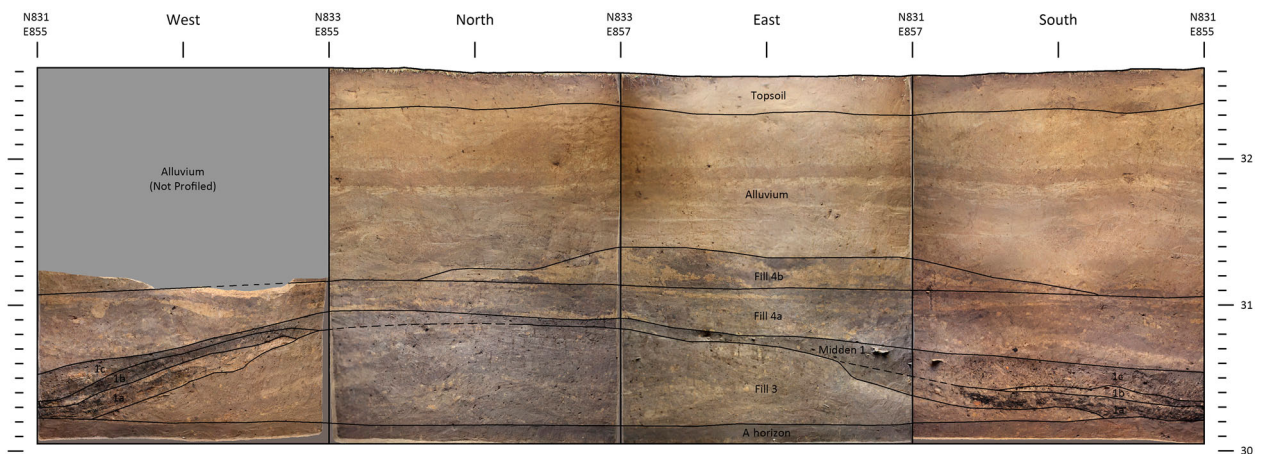 N831
E855
West
N833
E855
North
N833
E857
East
N831
E857
South
N831
E855
Topsoil
Alluvium
(Not Profiled)
32
Alluvium
Fill 4b
31
Fill 4a
Midden 1
1c
1b
1a
Fill 3
1c
1b
1a
A horizon
30